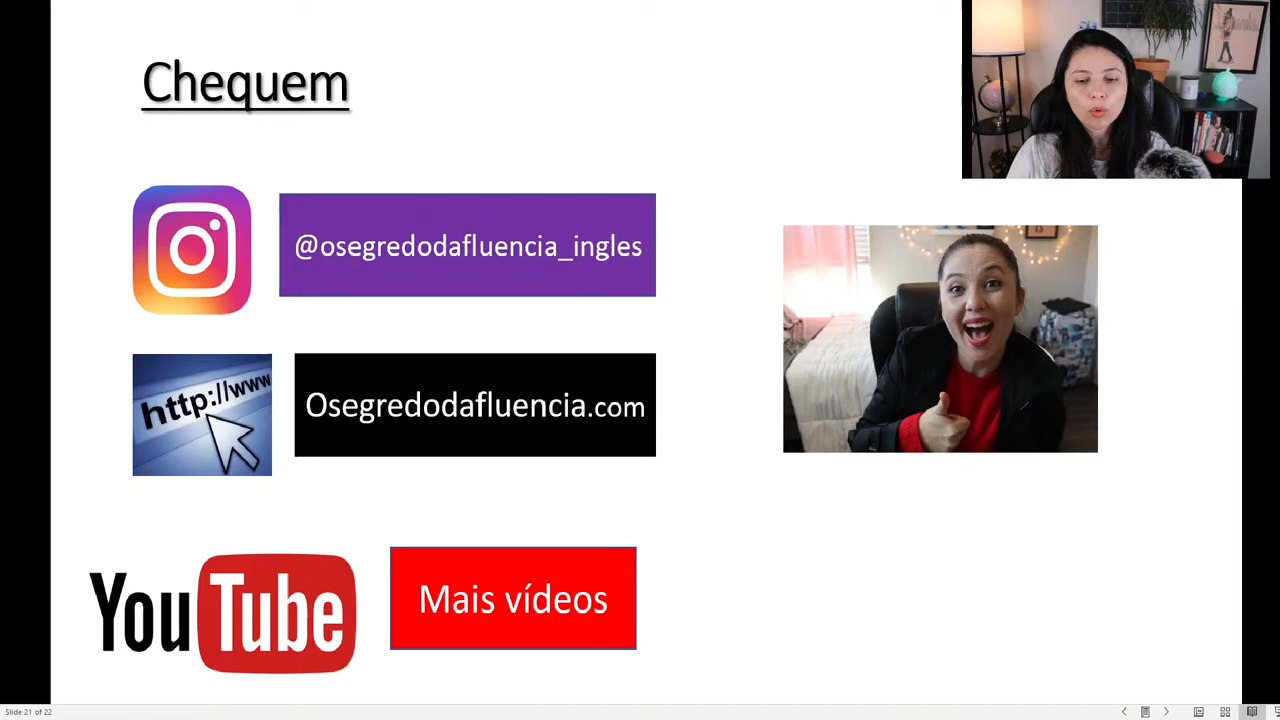 Chequem
@osegredodafluencia_ingles
http://www
Osegredodafluencia.com
YouTube
Mais vídeos
Slide 21 of 22